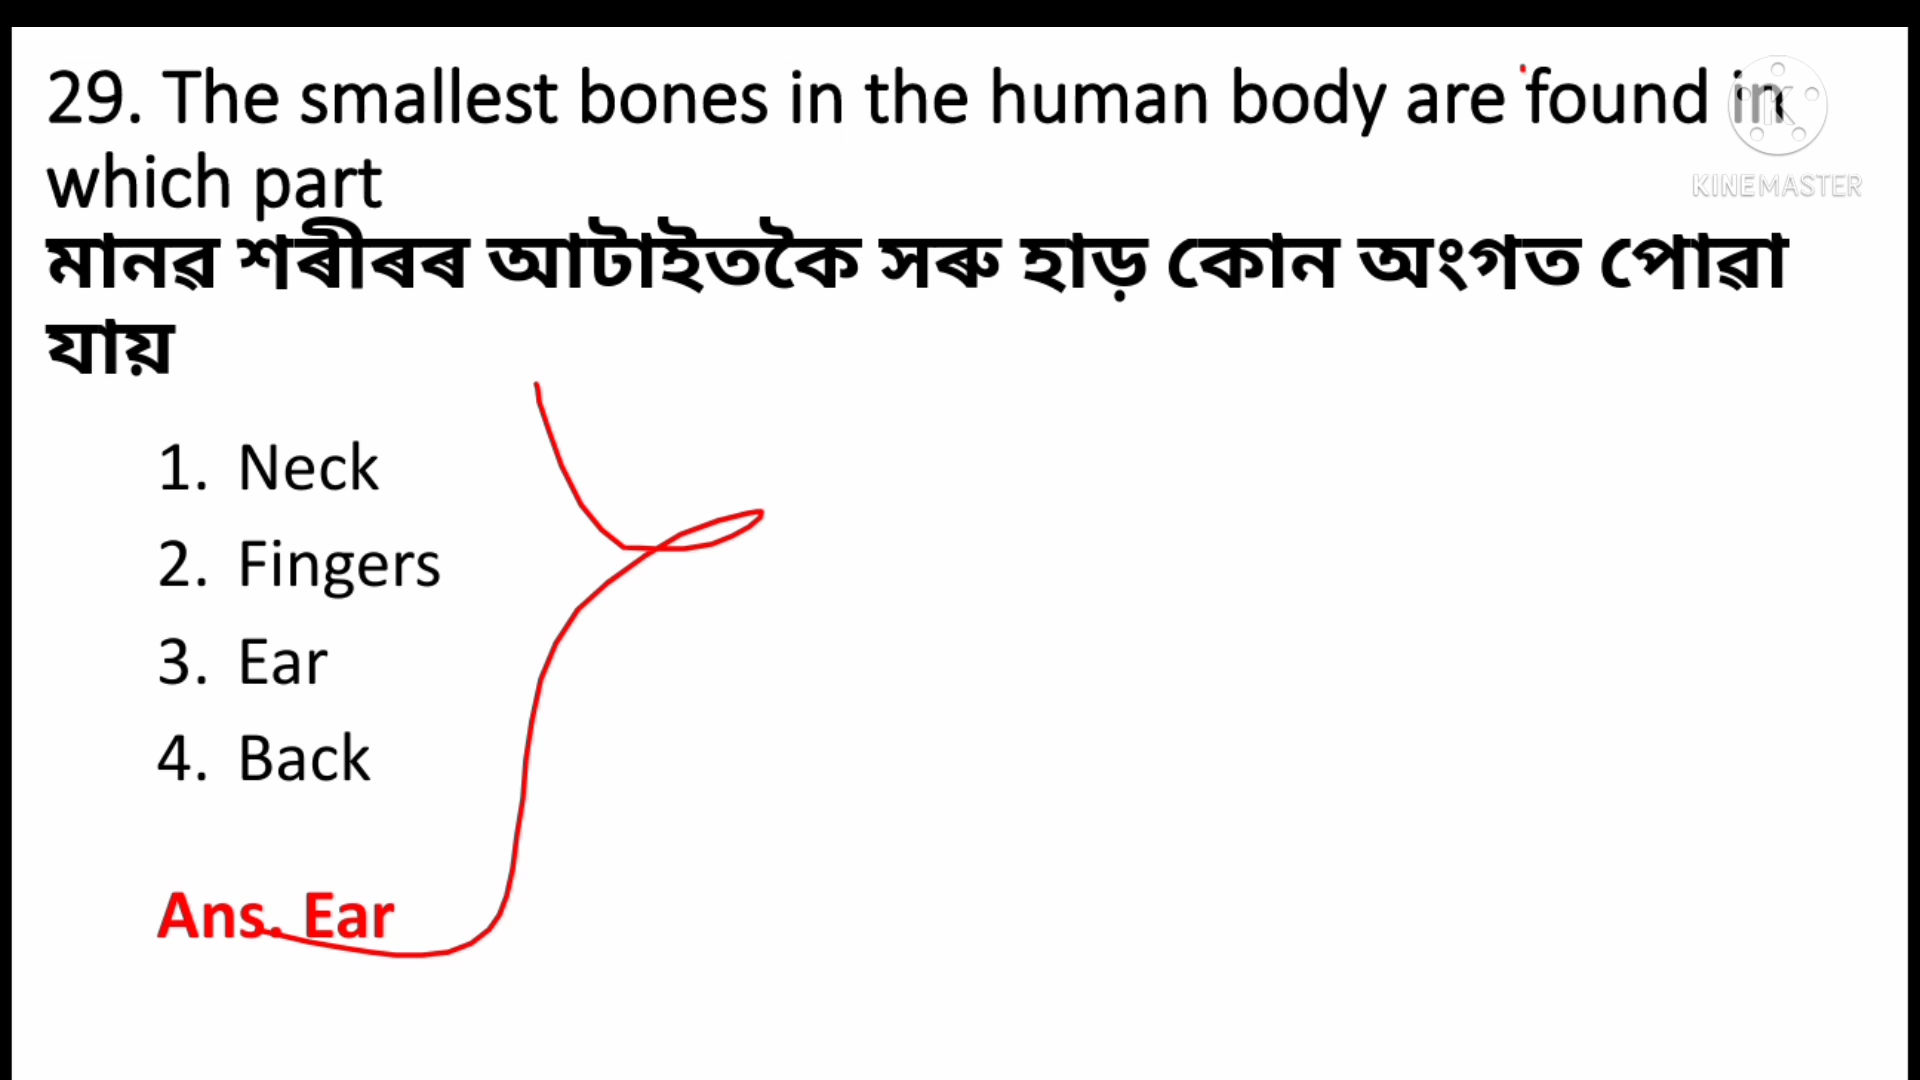 29. The smallest bones in the human body are found in
which part
মানৱ শৰীৰৰ আটাইতকৈ সৰু হাড় কোন অংগত পোৱা
যায়
KINEMASTER
1. Neck
2. Fingers
3. Ear
4. Back
Ans. Ear